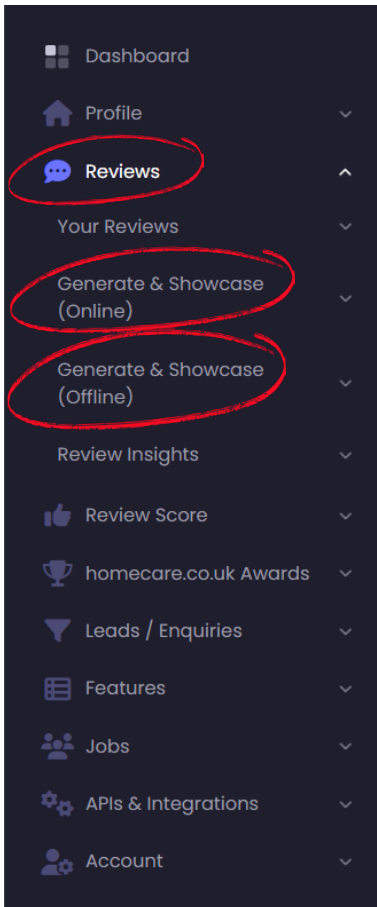 Dashboard
Profile
Reviews
Your Reviews
Generate & Showcase
(Online)
Generate & Showcase
(Offline)
Review Insights
Review Score
homecare.co.uk Awards
Leads / Enquiries
Features
Jobs
APIs & Integrations
Account